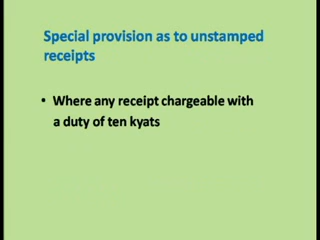 Special provision as to unstamped
receipts
• Where any receipt chargeable with
a duty of ten kyats